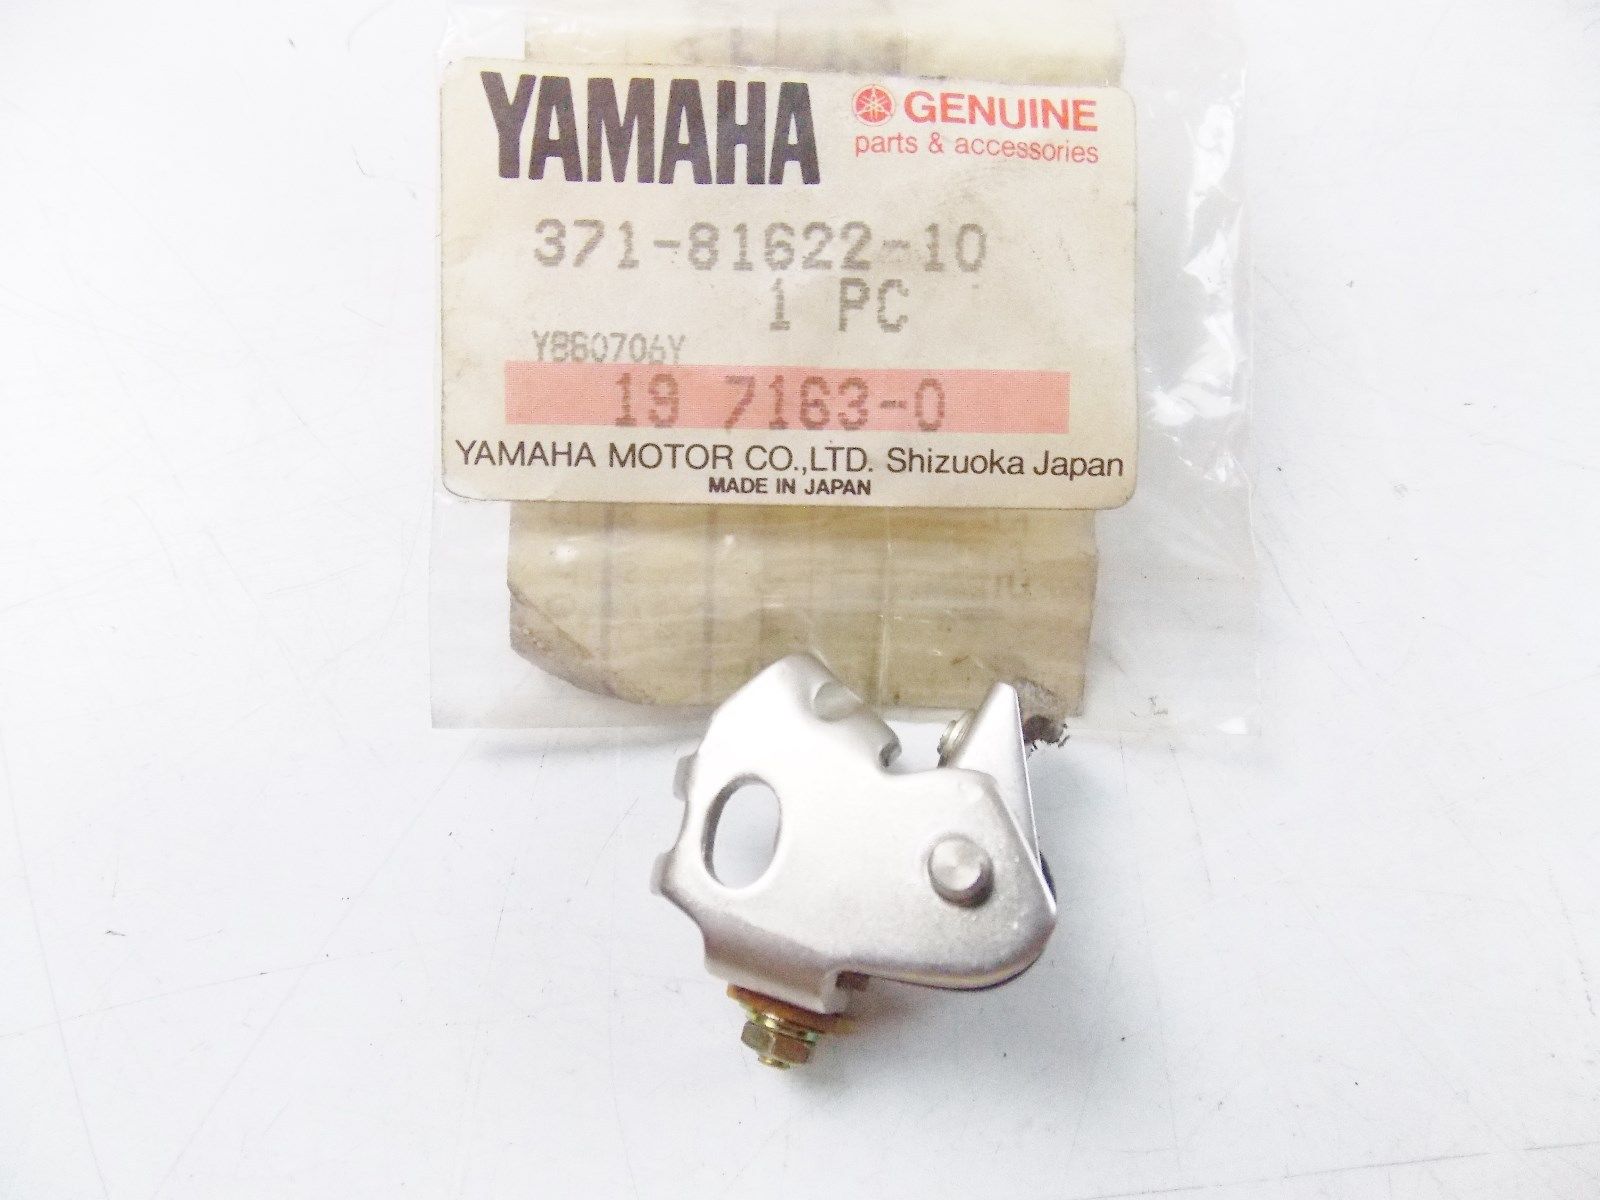 YAMAHA
GENUINE
parts & accessories
371-81622-10
1 PC
Y860706Y
19 7163-0
YAMAHA MOTOR CO.,LTD. Shizuoka Japan
MADE IN JAPAN